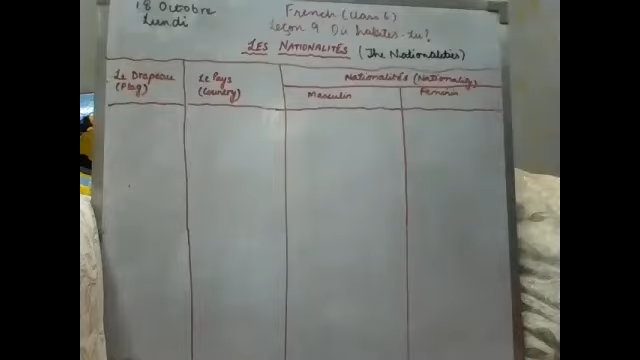 18 Octobre
Lundi
French (Class 6)
Leçon 9 Où habites-tu?
LES NATIONALITÉS (The Nationalities)
Le Drapeau
(Flag)
Le Pays
(Country)
Nationalités (Nationality)
Masculin
Feminin